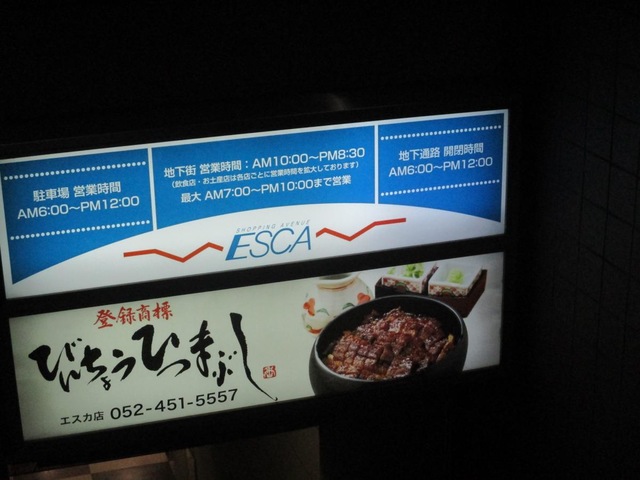 駐車場 営業時間
AM6:00〜PM12:00
地下街 営業時間：AM10:00〜PM8:30
（飲食店・お土産店は各店ごとに営業時間を拡大しております）
最大 AM7:00〜PM10:00まで営業
地下通路 開閉時間
AM6:00〜PM12:00
SHOPPING AVENUE
ESCA
登録商標
びんちょうひつまぶし
エスカ店 052-451-5557